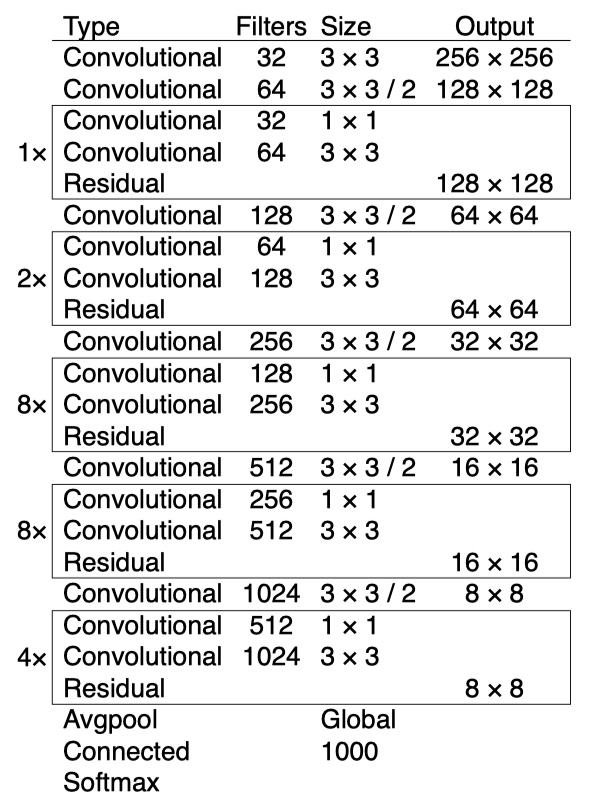 Type Filters Size Output
Convolutional 32 3 × 3 256 × 256
Convolutional 64 3 × 3 / 2 128 × 128
Convolutional 32 1 × 1
1× Convolutional 64 3 × 3
Residual 128 × 128
Convolutional 128 3 × 3 / 2 64 × 64
Convolutional 64 1 × 1
2× Convolutional 128 3 × 3
Residual 64 × 64
Convolutional 256 3 × 3 / 2 32 × 32
Convolutional 128 1 × 1
8× Convolutional 256 3 × 3
Residual 32 × 32
Convolutional 512 3 × 3 / 2 16 × 16
Convolutional 256 1 × 1
8× Convolutional 512 3 × 3
Residual 16 × 16
Convolutional 1024 3 × 3 / 2 8 × 8
Convolutional 512 1 × 1
4× Convolutional 1024 3 × 3
Residual 8 × 8
Avgpool Global
Connected 1000
Softmax